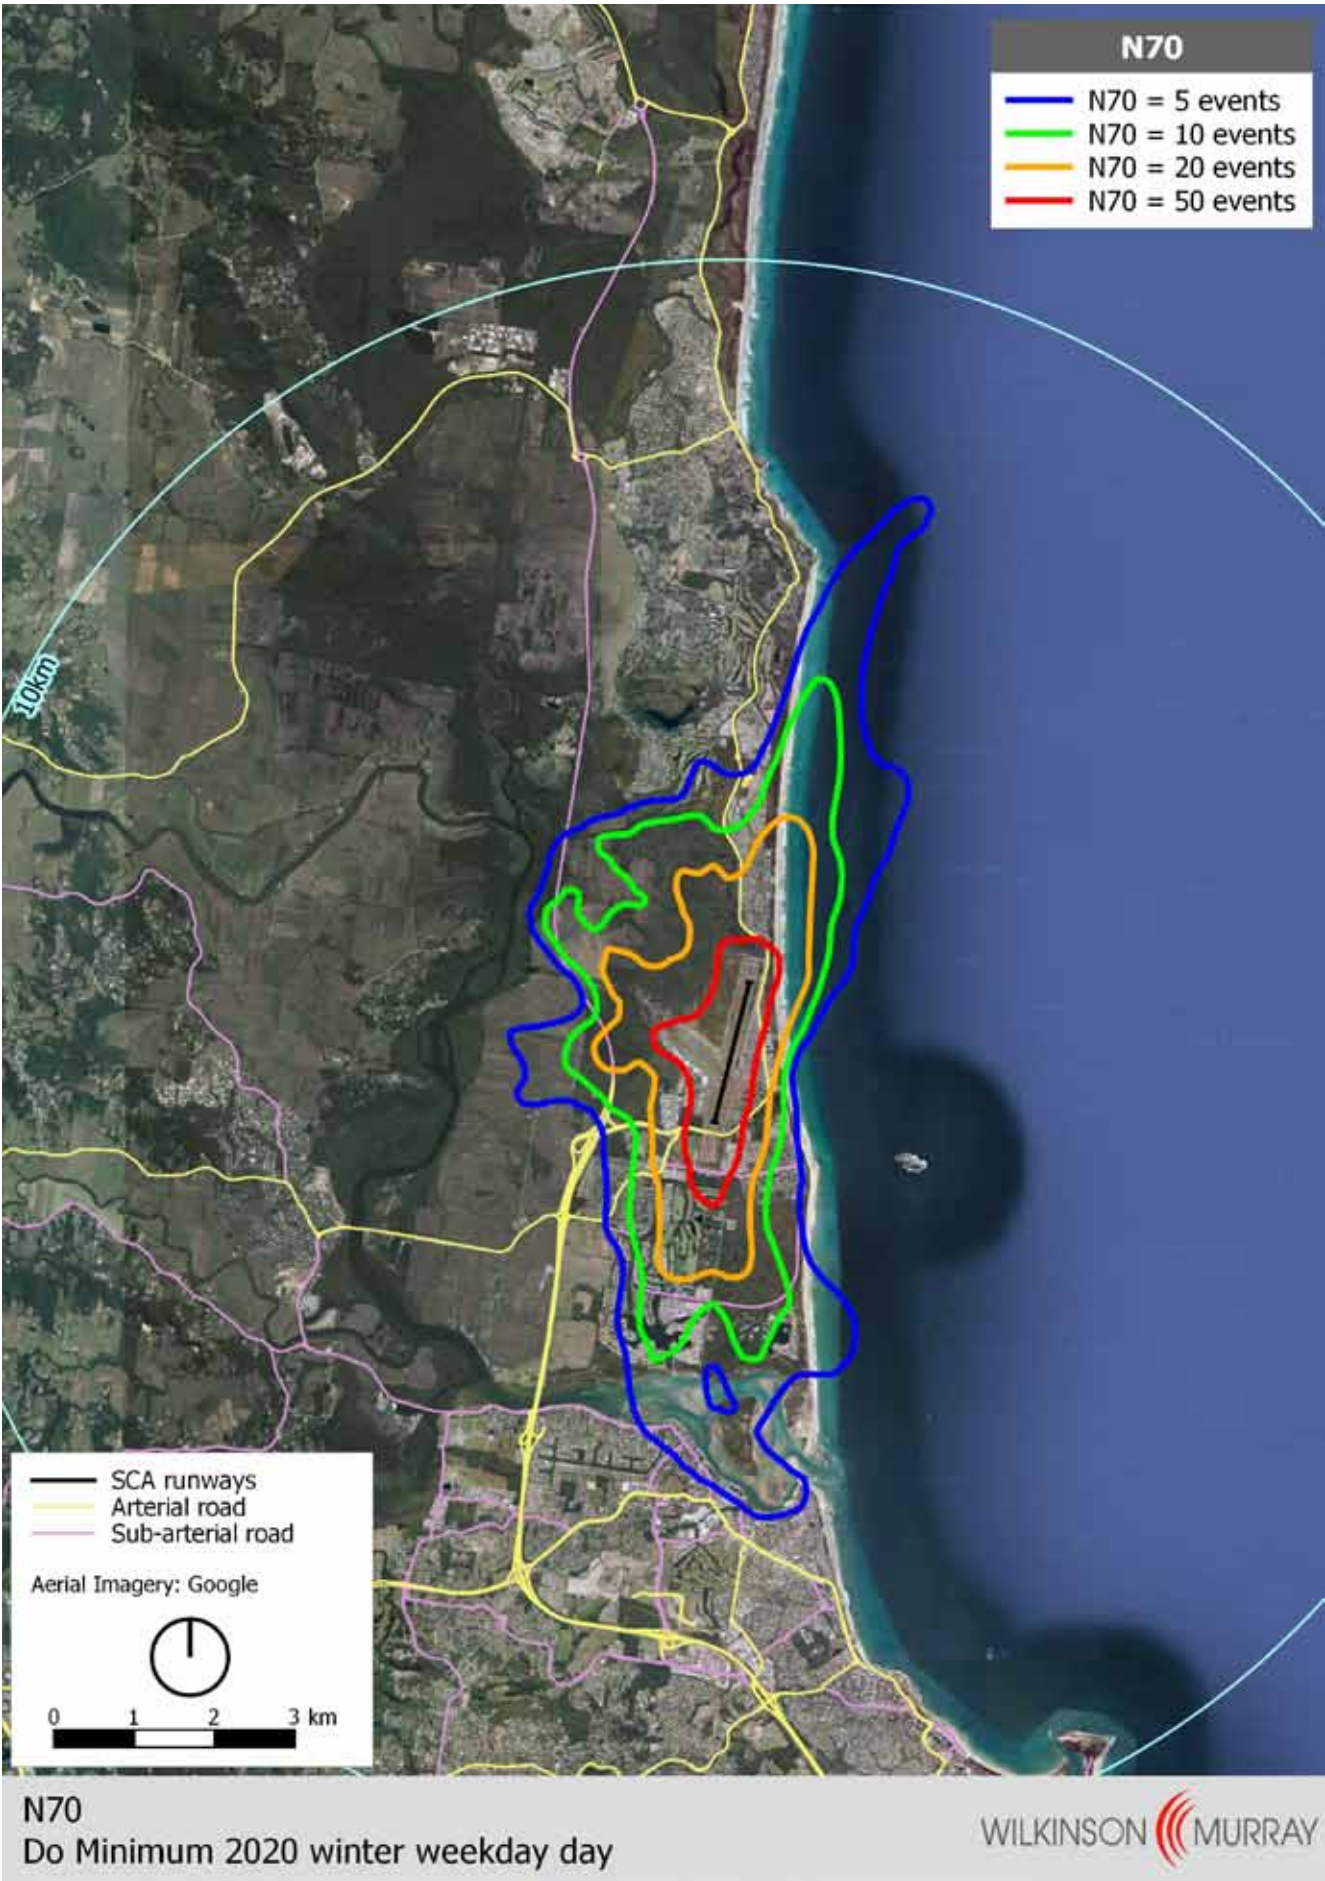 N70
N70 = 5 events
N70 = 10 events
N70 = 20 events
N70 = 50 events
10km
SCA runways
Arterial road
Sub-arterial road
Aerial Imagery: Google
0 1 2 3 km
N70
Do Minimum 2020 winter weekday day
WILKINSON MURRAY